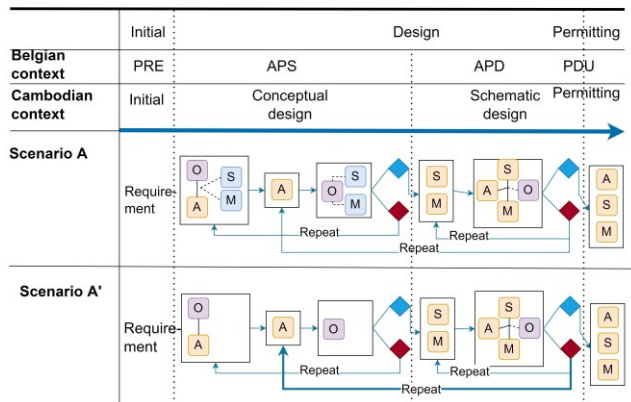 Initial Design Permitting
Belgian
context PRE APS APD PDU
Cambodian
context Initial Conceptual
design Schematic
design Permitting
Scenario A
Require-
ment
O
A
S
M
A
O
S
M
S
M
S
A
O
M
A
S
M
Repeat
Repeat
Scenario A'
Require-
ment
O
A
A
O
S
M
S
A
O
M
A
S
M
Repeat
Repeat
Repeat